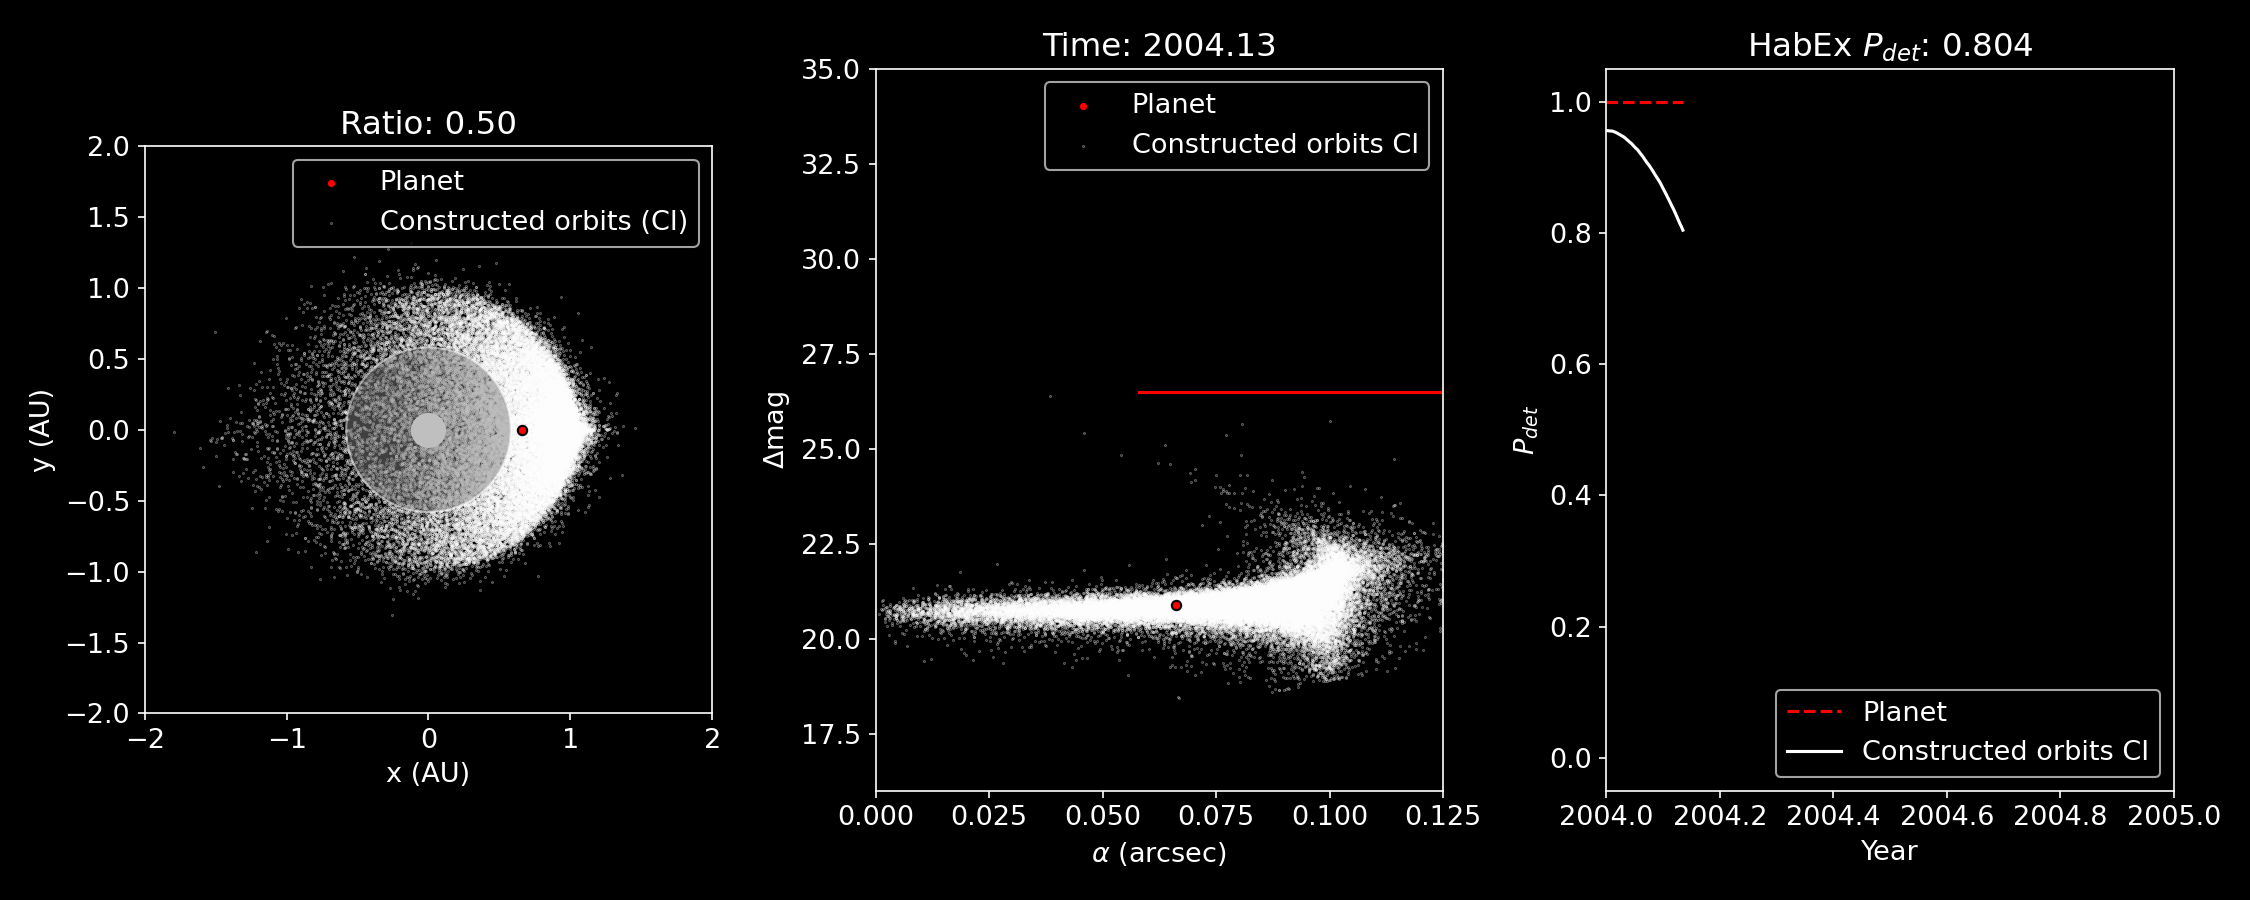 Ratio: 0.50
2.0
1.5
1.0
0.5
0.0
−0.5
−1.0
−1.5
−2.0
y (AU)
Planet
Constructed orbits (CI)
−2
−1
0
1
2
x (AU)
Time: 2004.13
35.0
32.5
30.0
27.5
25.0
22.5
20.0
17.5
Δmag
Planet
Constructed orbits CI
0.000
0.025
0.050
0.075
0.100
0.125
α (arcsec)
HabEx P_det: 0.804
1.0
0.8
0.6
0.4
0.2
0.0
P_det
Planet
Constructed orbits CI
2004.0
2004.2
2004.4
2004.6
2004.8
2005.0
Year